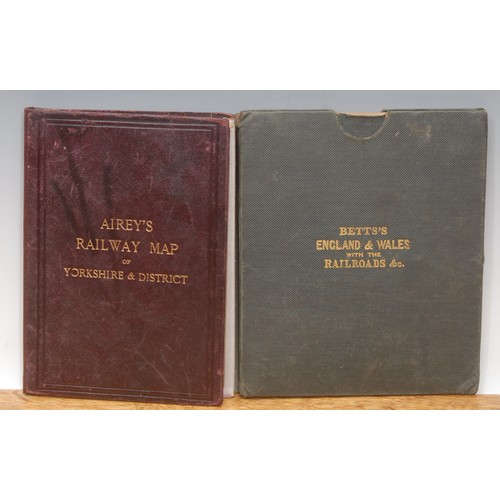 AIREY'S
RAILWAY MAP
OF
YORKSHIRE & DISTRICT
BETTS'S
ENGLAND & WALES
WITH THE
RAILROADS &c.